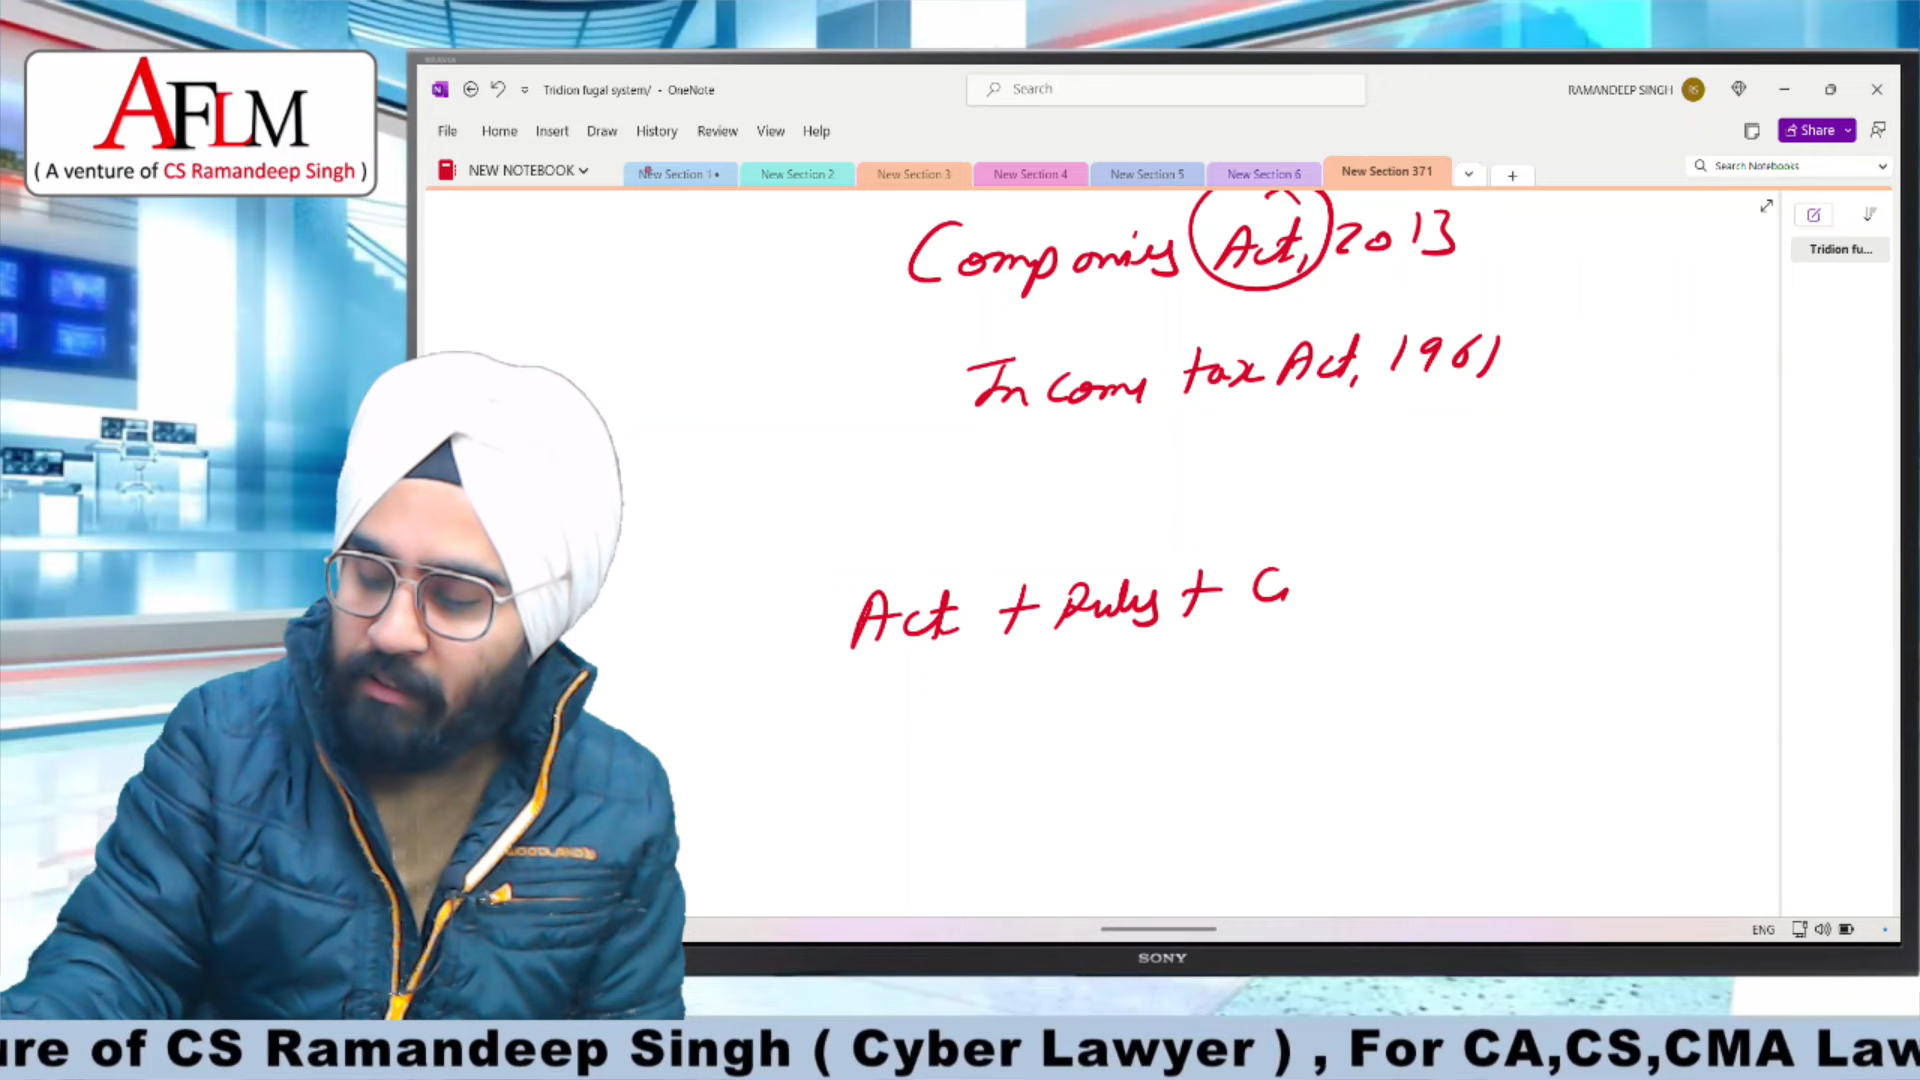 AFLM
( A venture of CS Ramandeep Singh )
BRAVIA
Tridion fugal system/ - OneNote
Search
RAMANDEEP SINGH
RS
File Home Insert Draw History Review View Help
Share
NEW NOTEBOOK
New Section 1
New Section 2
New Section 3
New Section 4
New Section 5
New Section 6
New Section 371
+
Search Notebooks
Tridion fu...
Companies Act, 2013
Income tax Act, 1961
Act + Rules + C
WOODLAND
ENG
SONY
ure of CS Ramandeep Singh ( Cyber Lawyer ) , For CA,CS,CMA Law